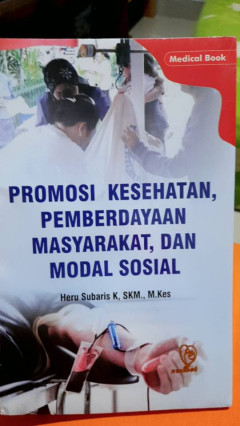 Medical Book
PROMOSI KESEHATAN,
PEMBERDAYAAN
MASYARAKAT, DAN
MODAL SOSIAL
Heru Subaris K, SKM., M.Kes